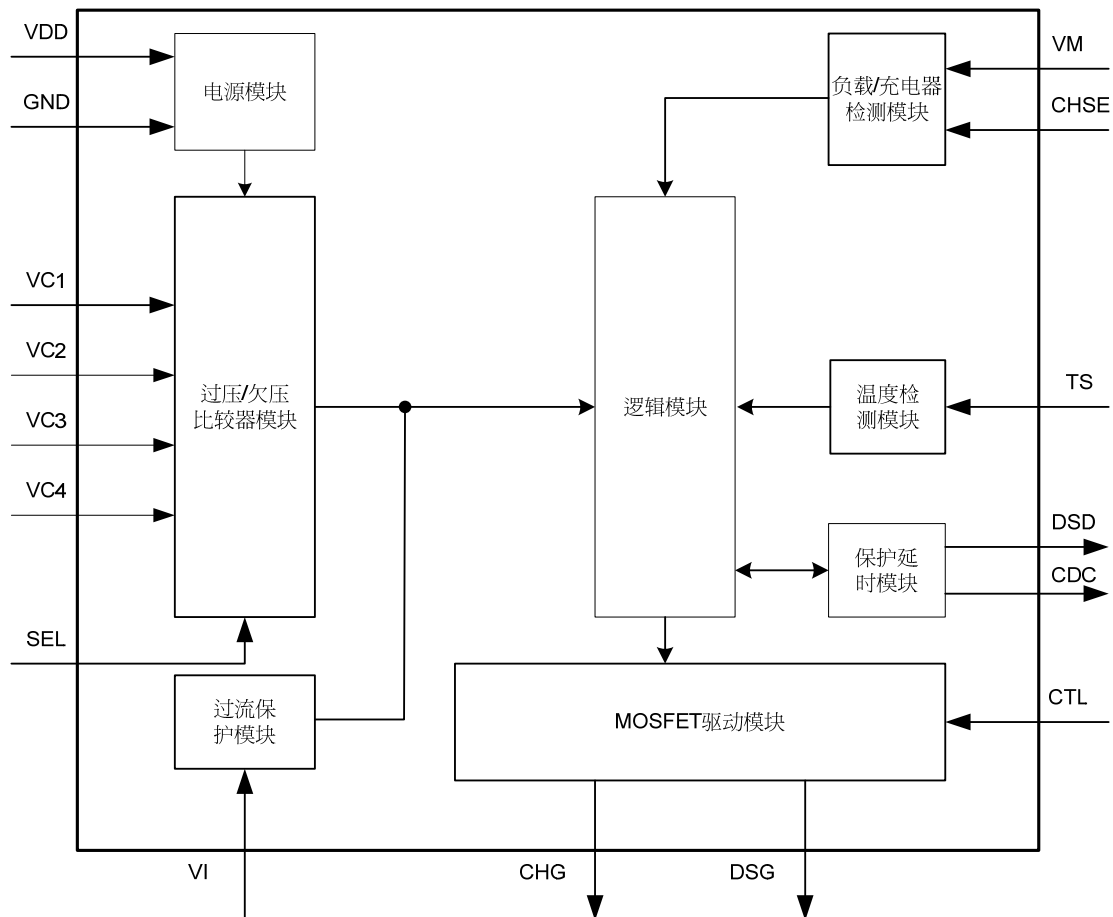 VDD
电源模块
GND
负载/充电器
检测模块
VM
CHSE
VC1
VC2
VC3
VC4
过压/欠压
比较器模块
逻辑模块
温度检
测模块
TS
保护延
时模块
DSD
CDC
SEL
过流保
护模块
MOSFET驱动模块
CTL
VI
CHG
DSG